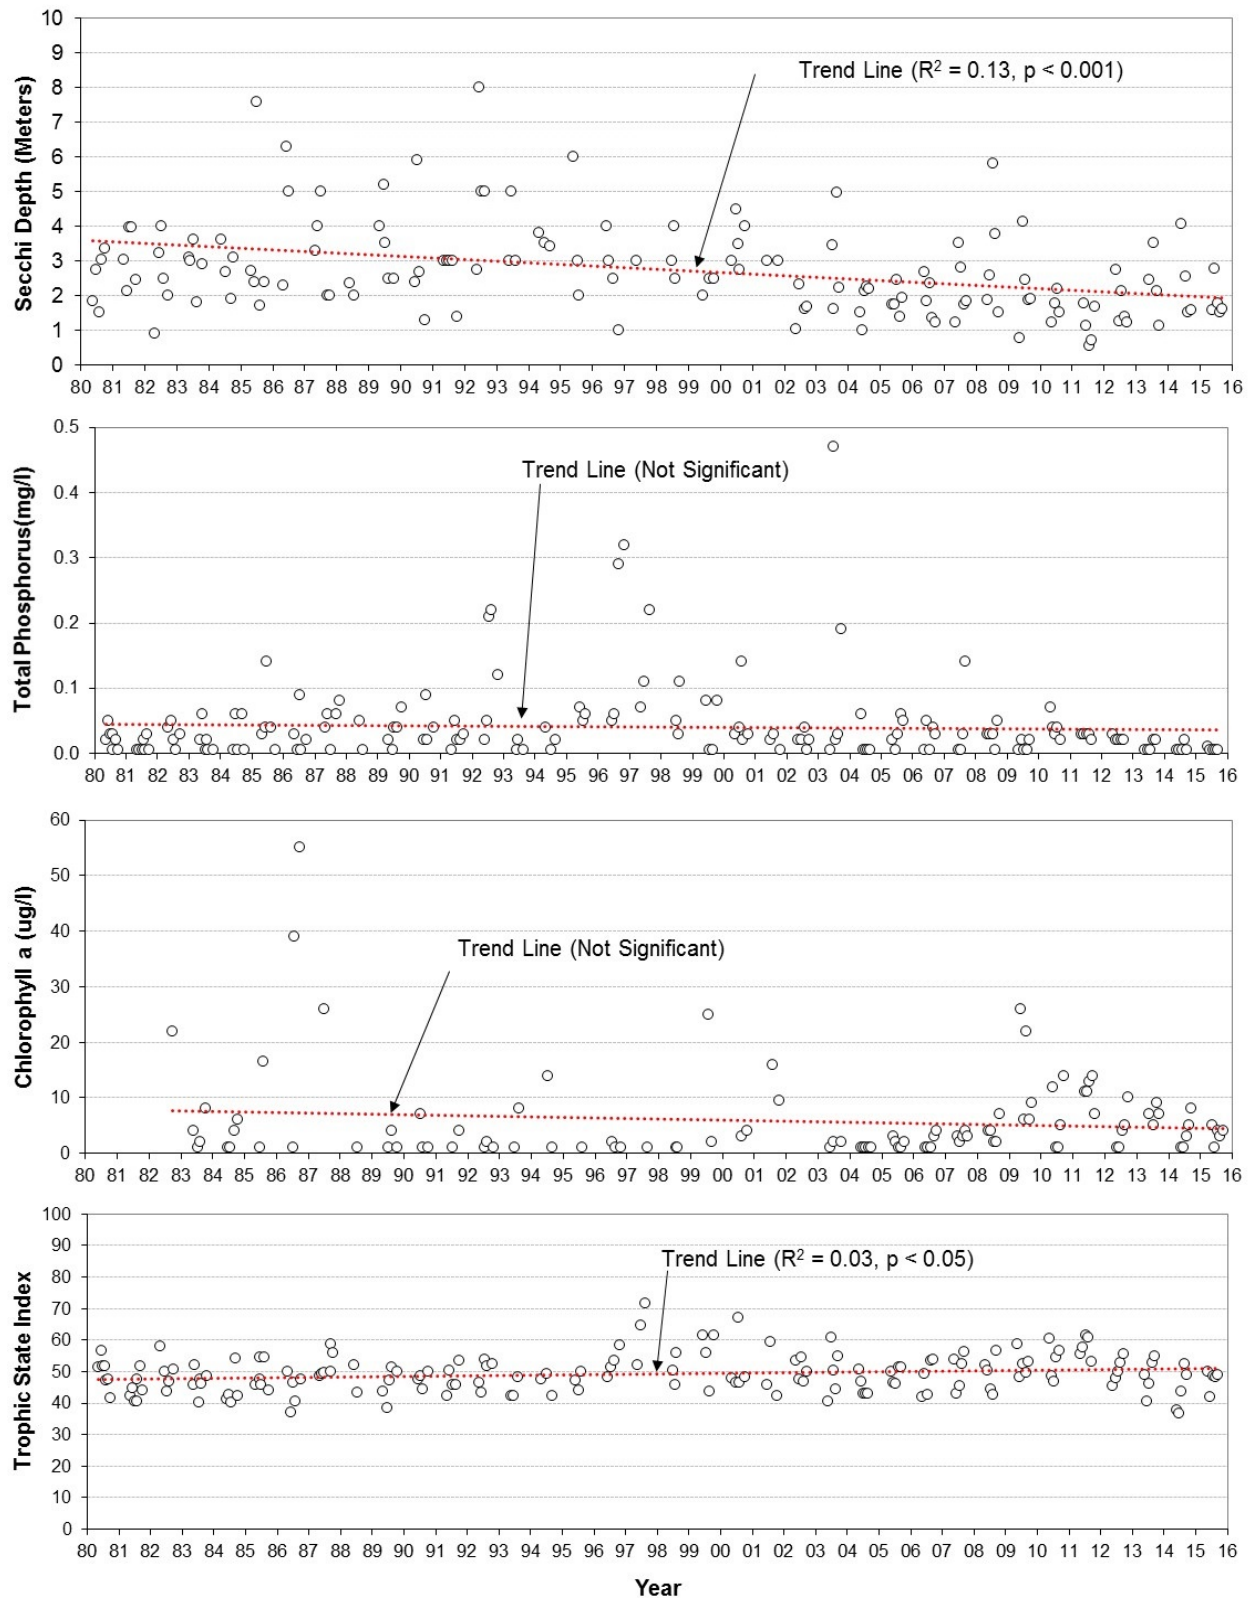 Secchi Depth (Meters)
10
9
8
7
6
5
4
3
2
1
0
Trend Line (R² = 0.13, p < 0.001)
80 81 82 83 84 85 86 87 88 89 90 91 92 93 94 95 96 97 98 99 00 01 02 03 04 05 06 07 08 09 10 11 12 13 14 15 16
Total Phosphorus(mg/l)
0.5
0.4
0.3
0.2
0.1
0.0
Trend Line (Not Significant)
80 81 82 83 84 85 86 87 88 89 90 91 92 93 94 95 96 97 98 99 00 01 02 03 04 05 06 07 08 09 10 11 12 13 14 15 16
Chlorophyll a (ug/l)
60
50
40
30
20
10
0
Trend Line (Not Significant)
80 81 82 83 84 85 86 87 88 89 90 91 92 93 94 95 96 97 98 99 00 01 02 03 04 05 06 07 08 09 10 11 12 13 14 15 16
Trophic State Index
100
90
80
70
60
50
40
30
20
10
0
Trend Line (R² = 0.03, p < 0.05)
80 81 82 83 84 85 86 87 88 89 90 91 92 93 94 95 96 97 98 99 00 01 02 03 04 05 06 07 08 09 10 11 12 13 14 15 16
Year